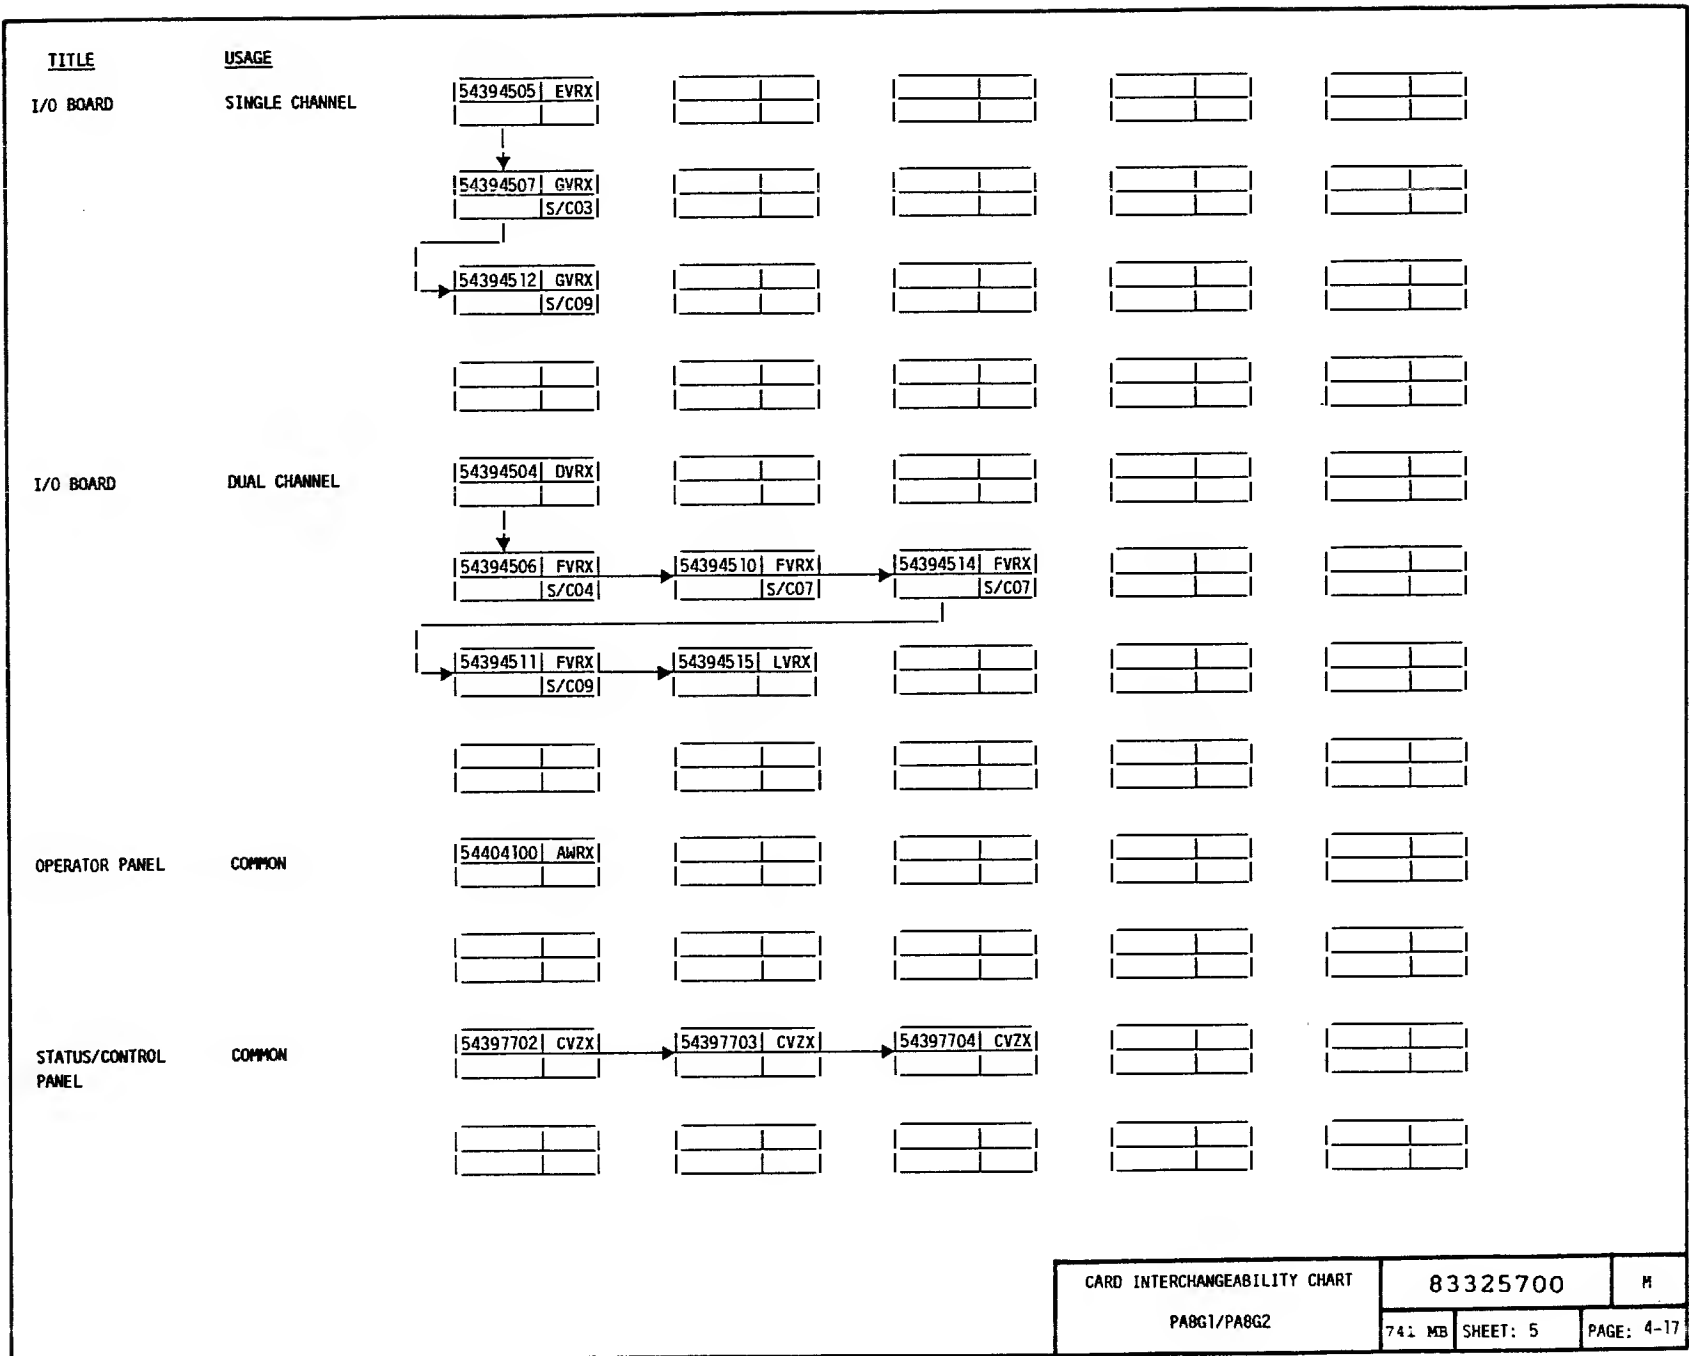 TITLE USAGE
I/O BOARD SINGLE CHANNEL 54394505 EVRX
54394507 GVRX
S/C03
54394512 GVRX
S/C09
I/O BOARD DUAL CHANNEL 54394504 DVRX
54394506 FVRX 54394510 FVRX 54394514 FVRX
S/C04 S/C07 S/C07
54394511 FVRX 54394515 LVRX
S/C09
OPERATOR PANEL COMMON 54404100 AWRX
STATUS/CONTROL COMMON 54397702 CVZX 54397703 CVZX 54397704 CVZX
PANEL
CARD INTERCHANGEABILITY CHART 83325700 M
PA8G1/PA8G2
741 MB SHEET: 5 PAGE: 4-17